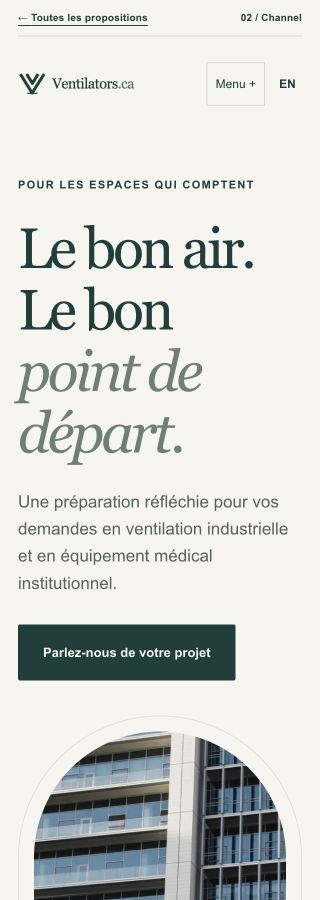 ← Toutes les propositions
02 / Channel
Ventilators.ca
Menu +
EN
POUR LES ESPACES QUI COMPTENT
Le bon air.
Le bon
point de
départ.
Une préparation réfléchie pour vos
demandes en ventilation industrielle
et en équipement médical
institutionnel.
Parlez-nous de votre projet